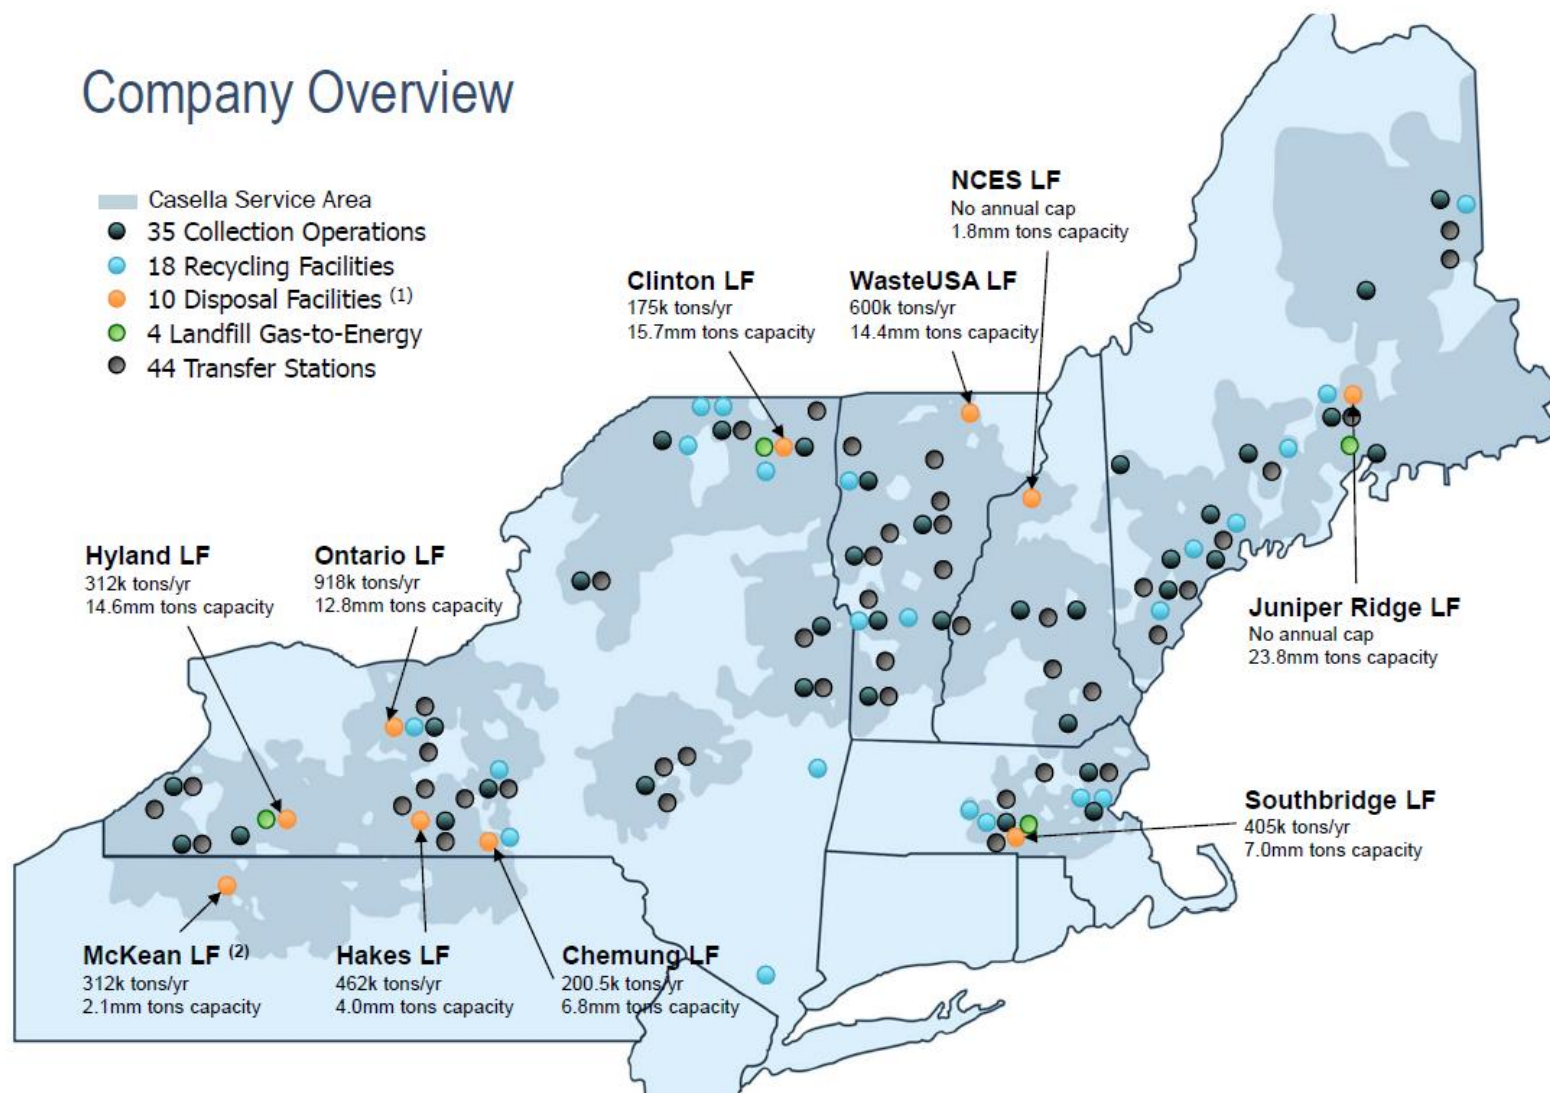 Company Overview
Casella Service Area
35 Collection Operations
18 Recycling Facilities
10 Disposal Facilities (1)
4 Landfill Gas-to-Energy
44 Transfer Stations
NCES LF
No annual cap
1.8mm tons capacity
Clinton LF
175k tons/yr
15.7mm tons capacity
WasteUSA LF
600k tons/yr
14.4mm tons capacity
Hyland LF
312k tons/yr
14.6mm tons capacity
Ontario LF
918k tons/yr
12.8mm tons capacity
Juniper Ridge LF
No annual cap
23.8mm tons capacity
Southbridge LF
405k tons/yr
7.0mm tons capacity
McKean LF (2)
312k tons/yr
2.1mm tons capacity
Hakes LF
462k tons/yr
4.0mm tons capacity
Chemung LF
200.5k tons/yr
6.8mm tons capacity